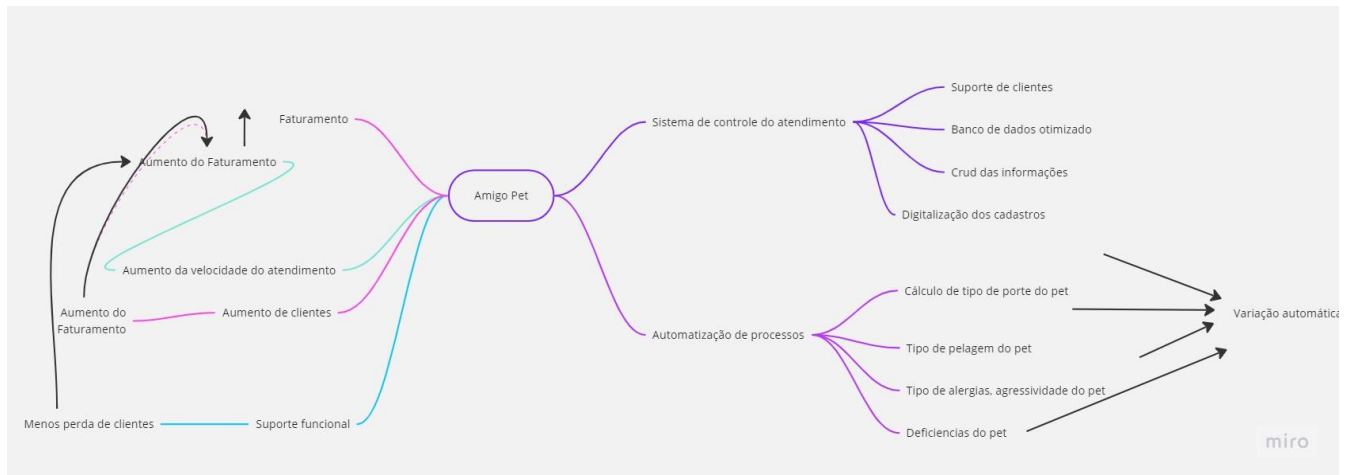 Faturamento
Aumento do Faturamento
Aumento da velocidade do atendimento
Aumento do
Faturamento
Aumento de clientes
Menos perda de clientes
Suporte funcional
Amigo Pet
Sistema de controle do atendimento
Suporte de clientes
Banco de dados otimizado
Crud das informações
Digitalização dos cadastros
Automatização de processos
Cálculo de tipo de porte do pet
Tipo de pelagem do pet
Tipo de alergias, agressividade do pet
Deficiencias do pet
Variação automática
miro